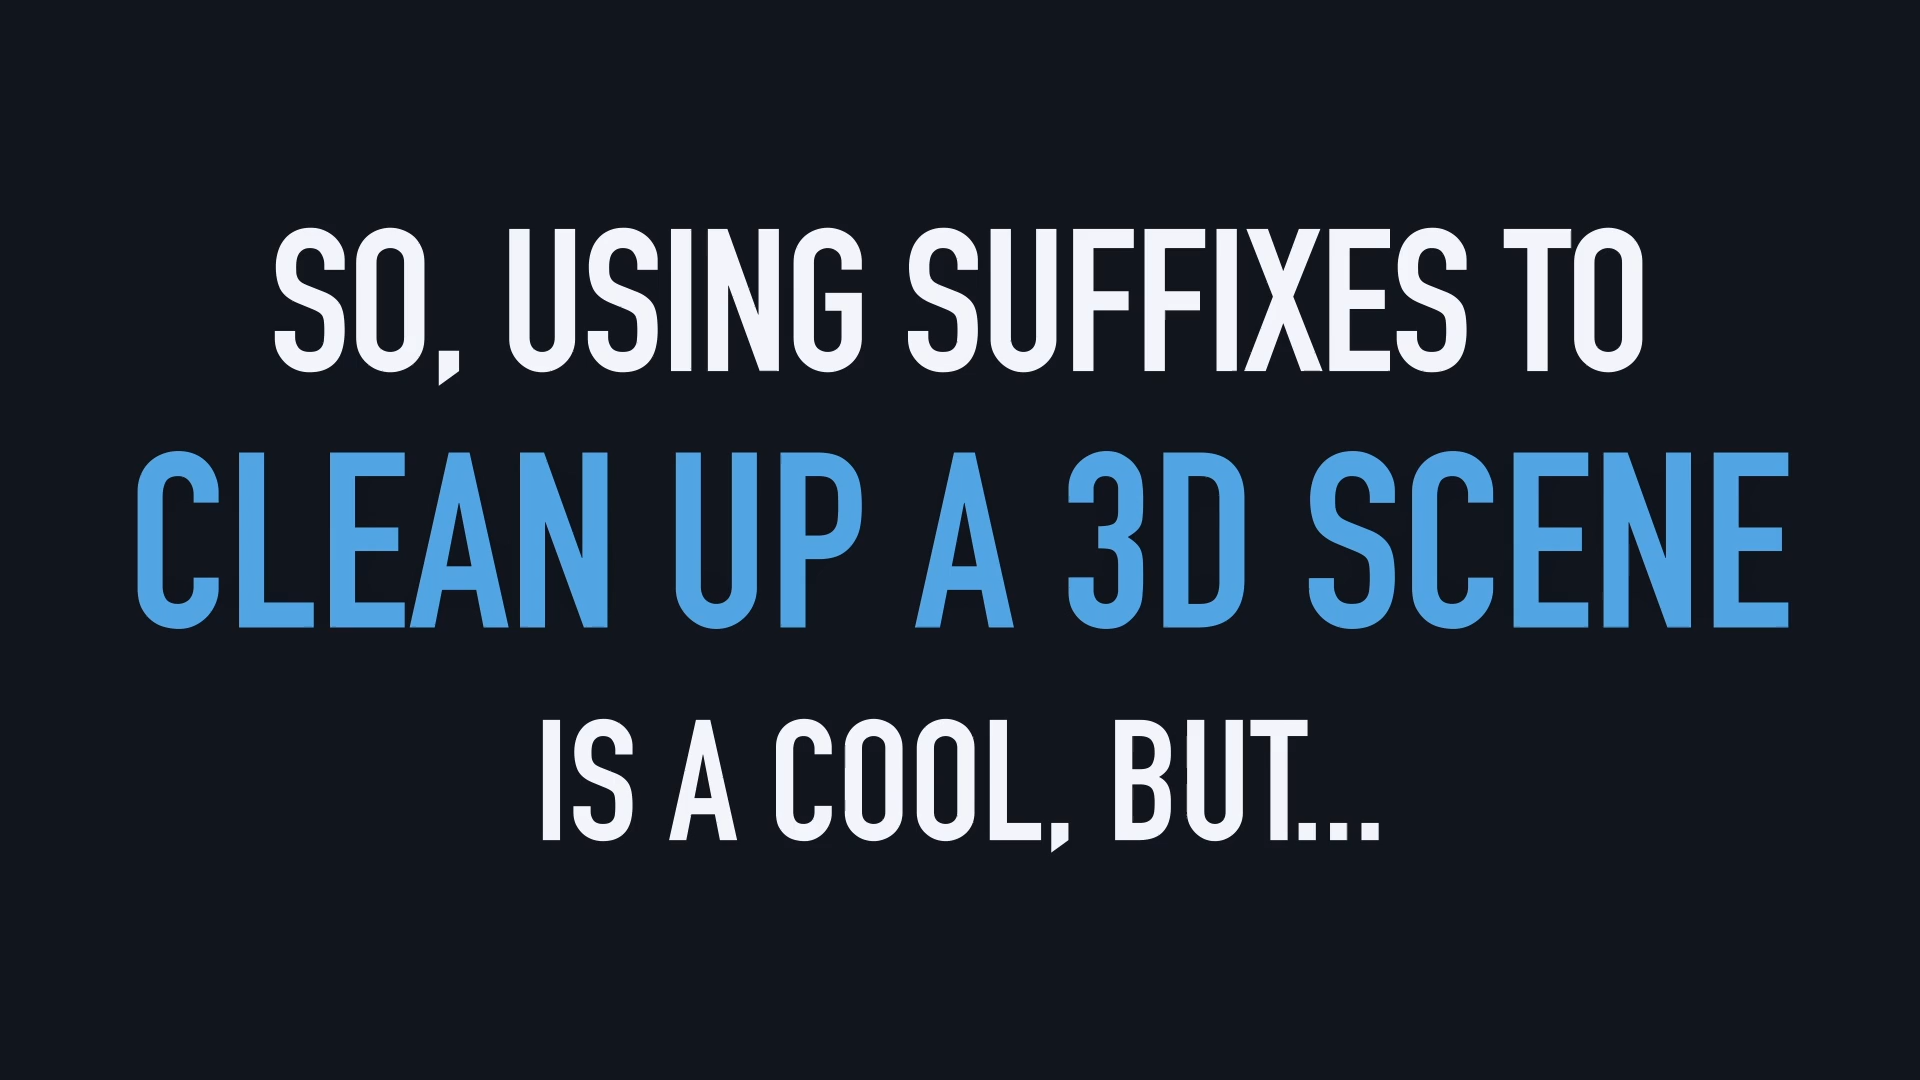 SO, USING SUFFIXES TO
CLEAN UP A 3D SCENE
IS A COOL, BUT...